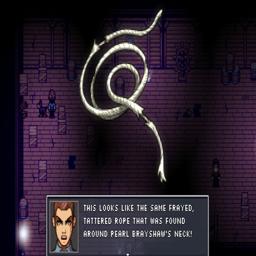 THIS LOOKS LIKE THE SAME FRAYED,
TATTERED ROPE THAT WAS FOUND
AROUND PEARL BRAYSHAW'S NECK!